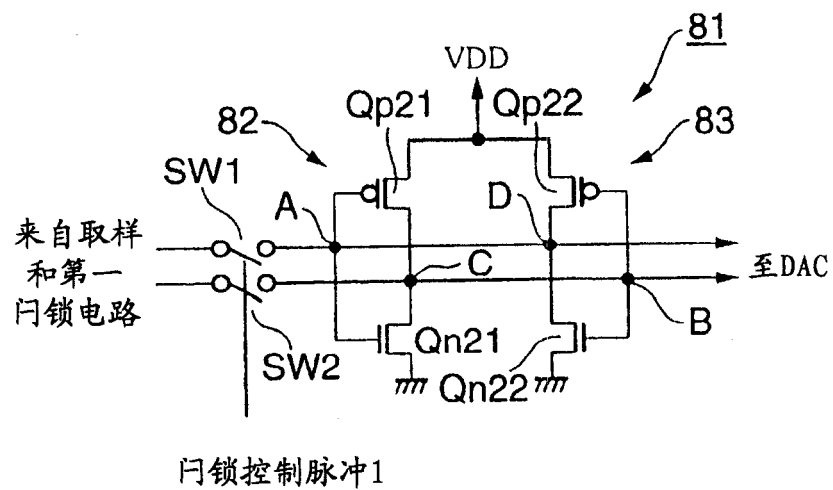 81
VDD
Qp21
Qp22
82
83
SW1
A
D
来自取样
和第一
闩锁电路
至DAC
C
B
SW2
Qn21
Qn22
闩锁控制脉冲1